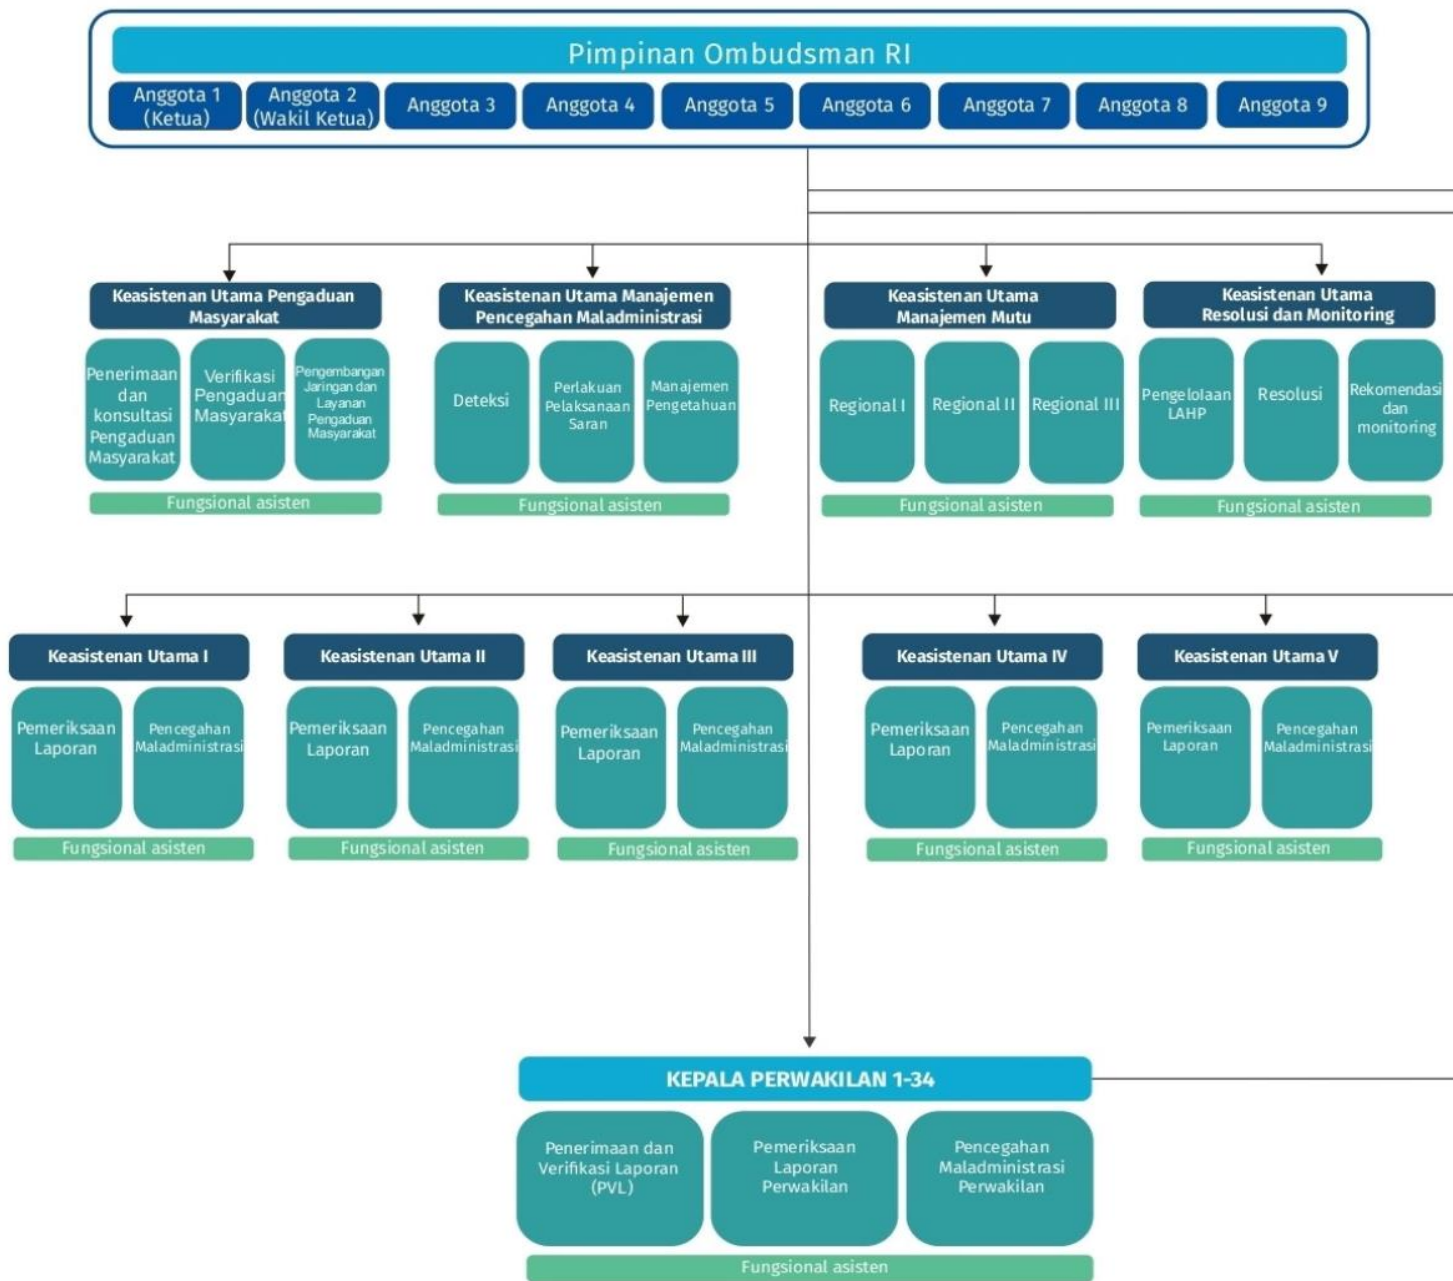 Pimpinan Ombudsman RI
Anggota 1
(Ketua)
Anggota 2
(Wakil Ketua)
Anggota 3
Anggota 4
Anggota 5
Anggota 6
Anggota 7
Anggota 8
Anggota 9
Keasistenan Utama Pengaduan
Masyarakat
Penerimaan
dan
konsultasi
Pengaduan
Masyarakat
Verifikasi
Pengaduan
Masyarakat
Pengembangan
Jaringan dan
Layanan
Pengaduan
Masyarakat
Fungsional asisten
Keasistenan Utama Manajemen
Pencegahan Maladministrasi
Deteksi
Perlakuan
Pelaksanaan
Saran
Manajemen
Pengetahuan
Fungsional asisten
Keasistenan Utama
Manajemen Mutu
Regional I
Regional II
Regional III
Fungsional asisten
Keasistenan Utama
Resolusi dan Monitoring
Pengelolaan
LAHP
Resolusi
Rekomendasi
dan
monitoring
Fungsional asisten
Keasistenan Utama I
Pemeriksaan
Laporan
Pencegahan
Maladministrasi
Fungsional asisten
Keasistenan Utama II
Pemeriksaan
Laporan
Pencegahan
Maladministrasi
Fungsional asisten
Keasistenan Utama III
Pemeriksaan
Laporan
Pencegahan
Maladministrasi
Fungsional asisten
Keasistenan Utama IV
Pemeriksaan
Laporan
Pencegahan
Maladministrasi
Fungsional asisten
Keasistenan Utama V
Pemeriksaan
Laporan
Pencegahan
Maladministrasi
Fungsional asisten
KEPALA PERWAKILAN 1-34
Penerimaan dan
Verifikasi Laporan
(PVL)
Pemeriksaan
Laporan
Perwakilan
Pencegahan
Maladministrasi
Perwakilan
Fungsional asisten